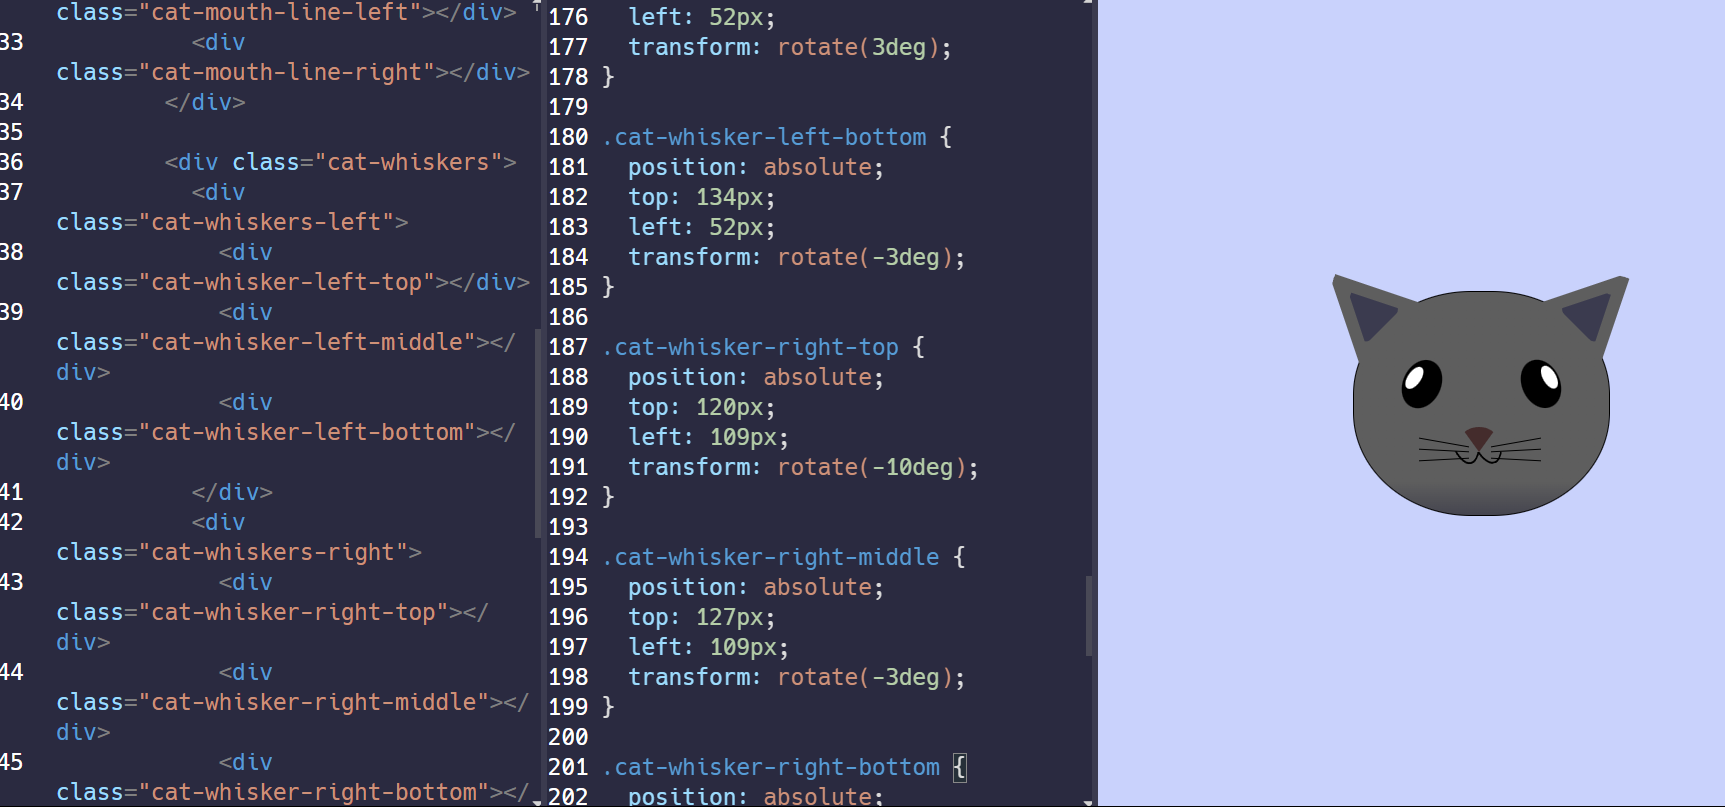 class="cat-mouth-line-left"></div>
33 <div
class="cat-mouth-line-right"></div>
34 </div>
35
36 <div class="cat-whiskers">
37 <div
class="cat-whiskers-left">
38 <div
class="cat-whisker-left-top"></div>
39 <div
class="cat-whisker-left-middle"></
div>
40 <div
class="cat-whisker-left-bottom"></
div>
41 </div>
42 <div
class="cat-whiskers-right">
43 <div
class="cat-whisker-right-top"></
div>
44 <div
class="cat-whisker-right-middle"></
div>
45 <div
class="cat-whisker-right-bottom"></
176 left: 52px;
177 transform: rotate(3deg);
178 }
179
180 .cat-whisker-left-bottom {
181 position: absolute;
182 top: 134px;
183 left: 52px;
184 transform: rotate(-3deg);
185 }
186
187 .cat-whisker-right-top {
188 position: absolute;
189 top: 120px;
190 left: 109px;
191 transform: rotate(-10deg);
192 }
193
194 .cat-whisker-right-middle {
195 position: absolute;
196 top: 127px;
197 left: 109px;
198 transform: rotate(-3deg);
199 }
200
201 .cat-whisker-right-bottom {
202 position: absolute;